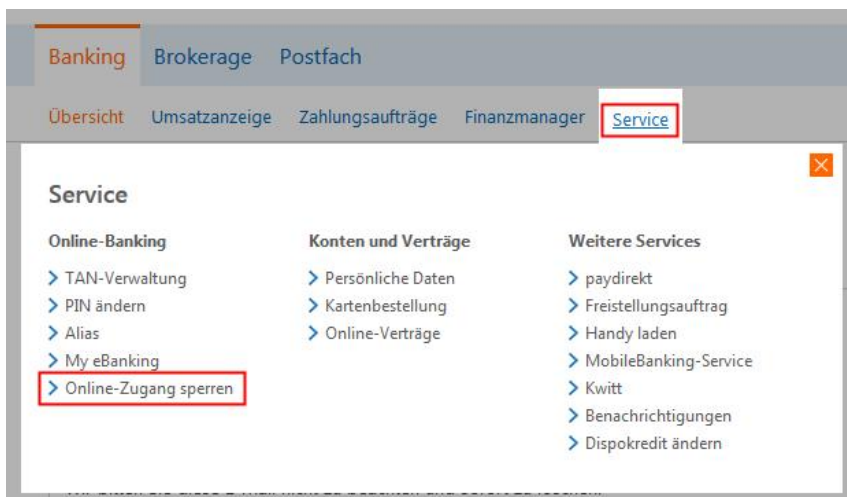 Banking Brokerage Postfach
Übersicht Umsatzanzeige Zahlungsaufträge Finanzmanager Service
Service
Online-Banking
TAN-Verwaltung
PIN ändern
Alias
My eBanking
Online-Zugang sperren
Konten und Verträge
Persönliche Daten
Kartenbestellung
Online-Verträge
Weitere Services
paydirekt
Freistellungsauftrag
Handy laden
MobileBanking-Service
Kwitt
Benachrichtigungen
Dispokredit ändern